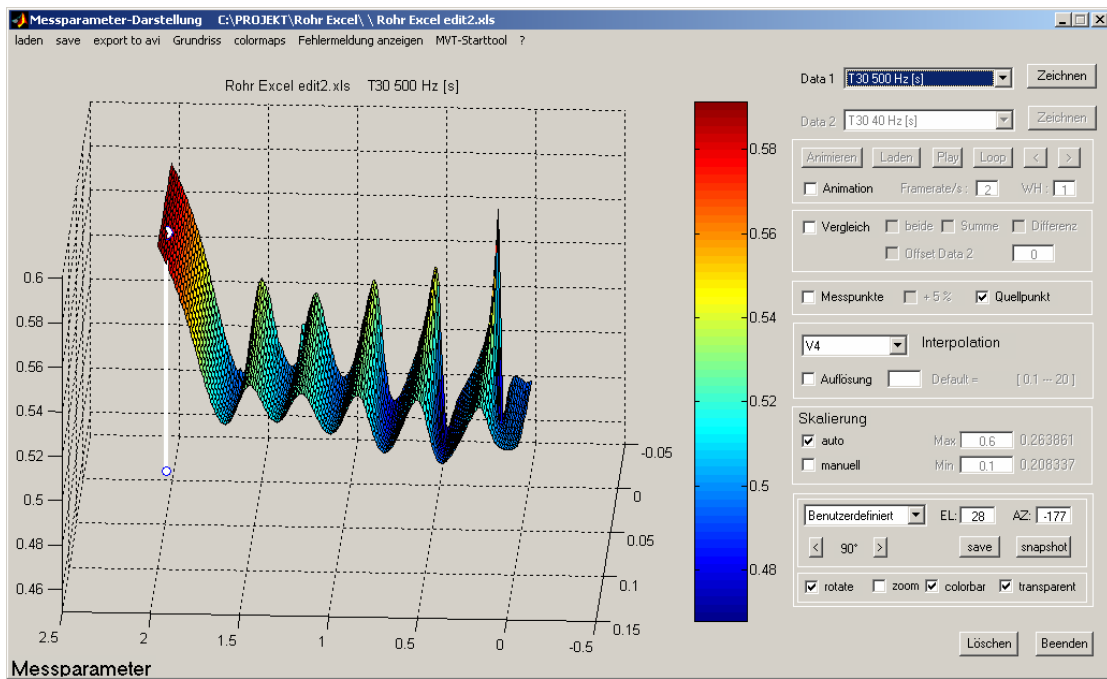 Messparameter-Darstellung C:\PROJEKT\Rohr Excel\ \ Rohr Excel edit2.xls
laden save export to avi Grundriss colormaps Fehlermeldung anzeigen MVT-Starttool ?
Rohr Excel edit2.xls T30 500 Hz [s]
0.6
0.58
0.56
0.54
0.52
0.5
0.48
0.46
2.5
2
1.5
1
0.5
0
-0.5
-0.05
0
0.05
0.1
0.15
0.58
0.56
0.54
0.52
0.5
0.48
Messparameter
Data 1 T30 500 Hz [s] Zeichnen
Data 2 T30 40 Hz [s] Zeichnen
Animieren Laden Play Loop < >
Animation Framerate/s : 2 WH : 1
Vergleich beide Summe Differenz
Offset Data 2 0
Messpunkte + 5 % Quellpunkt
V4 Interpolation
Auflösung Default = [ 0.1 --- 20 ]
Skalierung
auto Max 0.6 0.263861
manuell Min 0.1 0.208337
Benutzerdefiniert EL: 28 AZ: -177
< 90° > save snapshot
rotate zoom colorbar transparent
Löschen Beenden